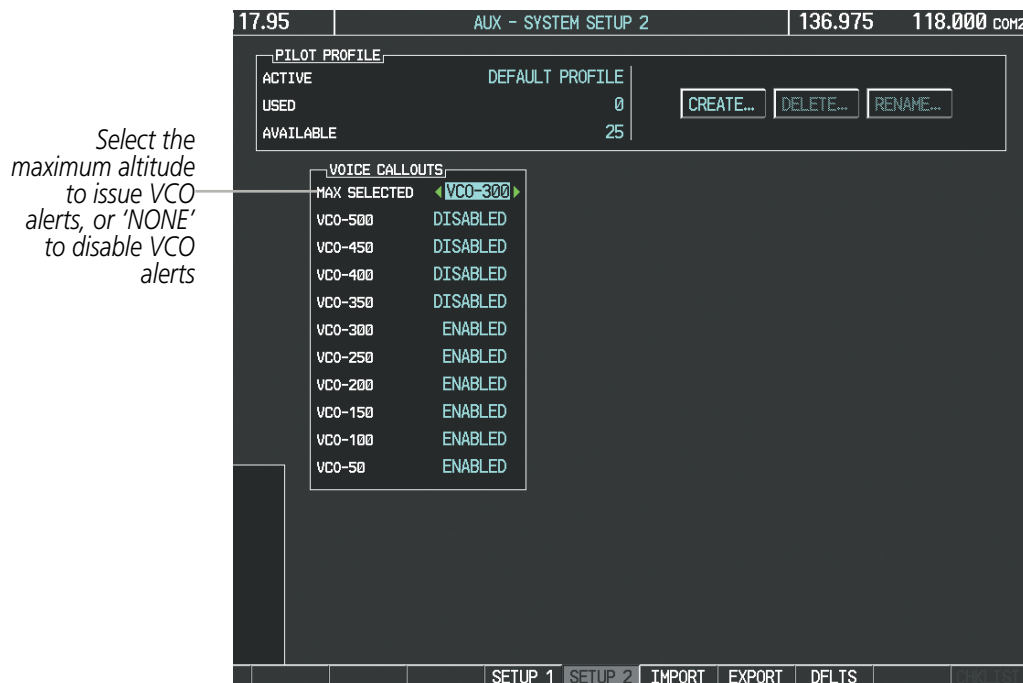 17.95 AUX – SYSTEM SETUP 2 136.975 118.000 COM2
PILOT PROFILE
ACTIVE DEFAULT PROFILE
USED 0
AVAILABLE 25
CREATE... DELETE... RENAME...
Select the
maximum altitude
to issue VCO
alerts, or ‘NONE’
to disable VCO
alerts
VOICE CALLOUTS
MAX SELECTED VCO-300
VCO-500 DISABLED
VCO-450 DISABLED
VCO-400 DISABLED
VCO-350 DISABLED
VCO-300 ENABLED
VCO-250 ENABLED
VCO-200 ENABLED
VCO-150 ENABLED
VCO-100 ENABLED
VCO-50 ENABLED
SETUP 1 SETUP 2 IMPORT EXPORT DFLTS CHKLIST